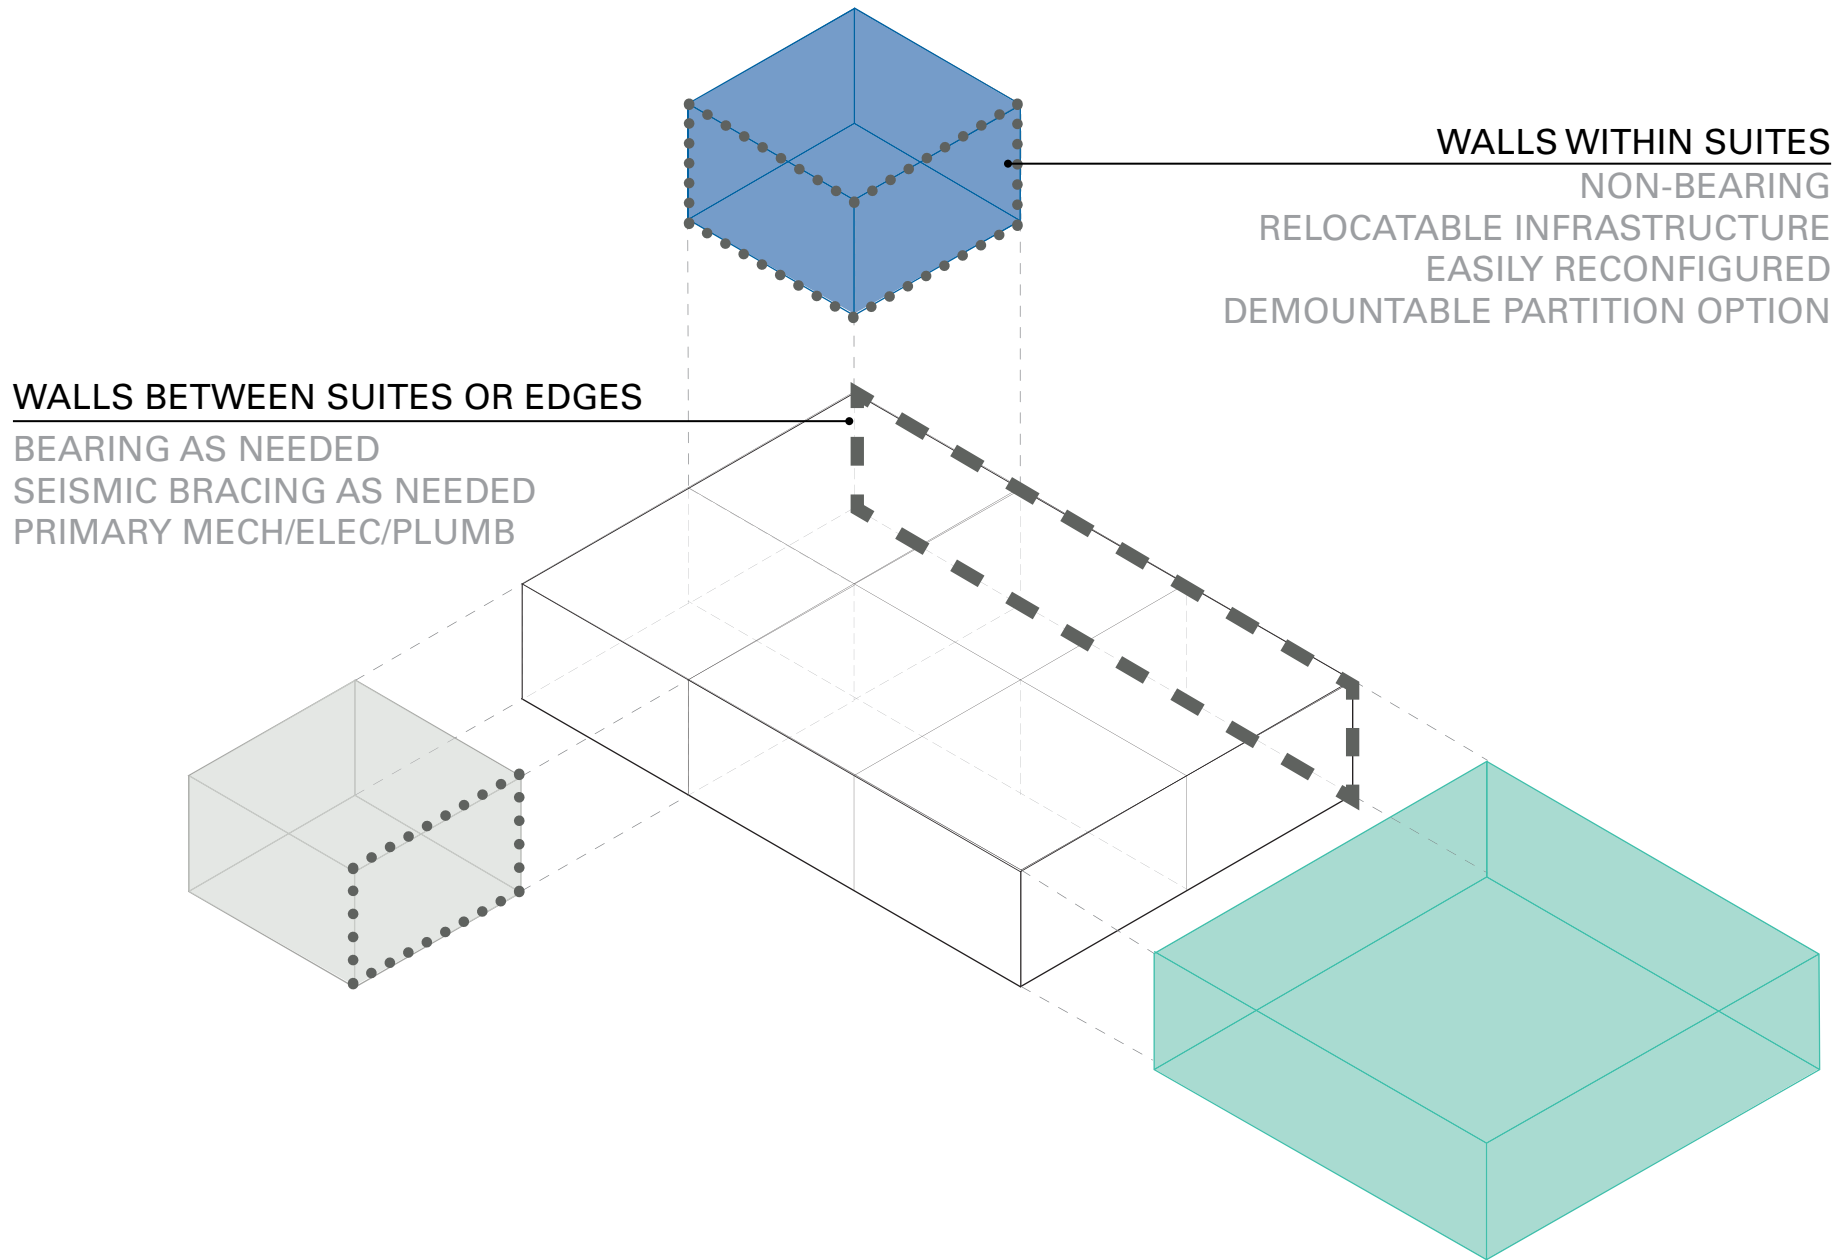 WALLS WITHIN SUITES
NON-BEARING
RELOCATABLE INFRASTRUCTURE
EASILY RECONFIGURED
DEMOUNTABLE PARTITION OPTION
WALLS BETWEEN SUITES OR EDGES
BEARING AS NEEDED
SEISMIC BRACING AS NEEDED
PRIMARY MECH/ELEC/PLUMB